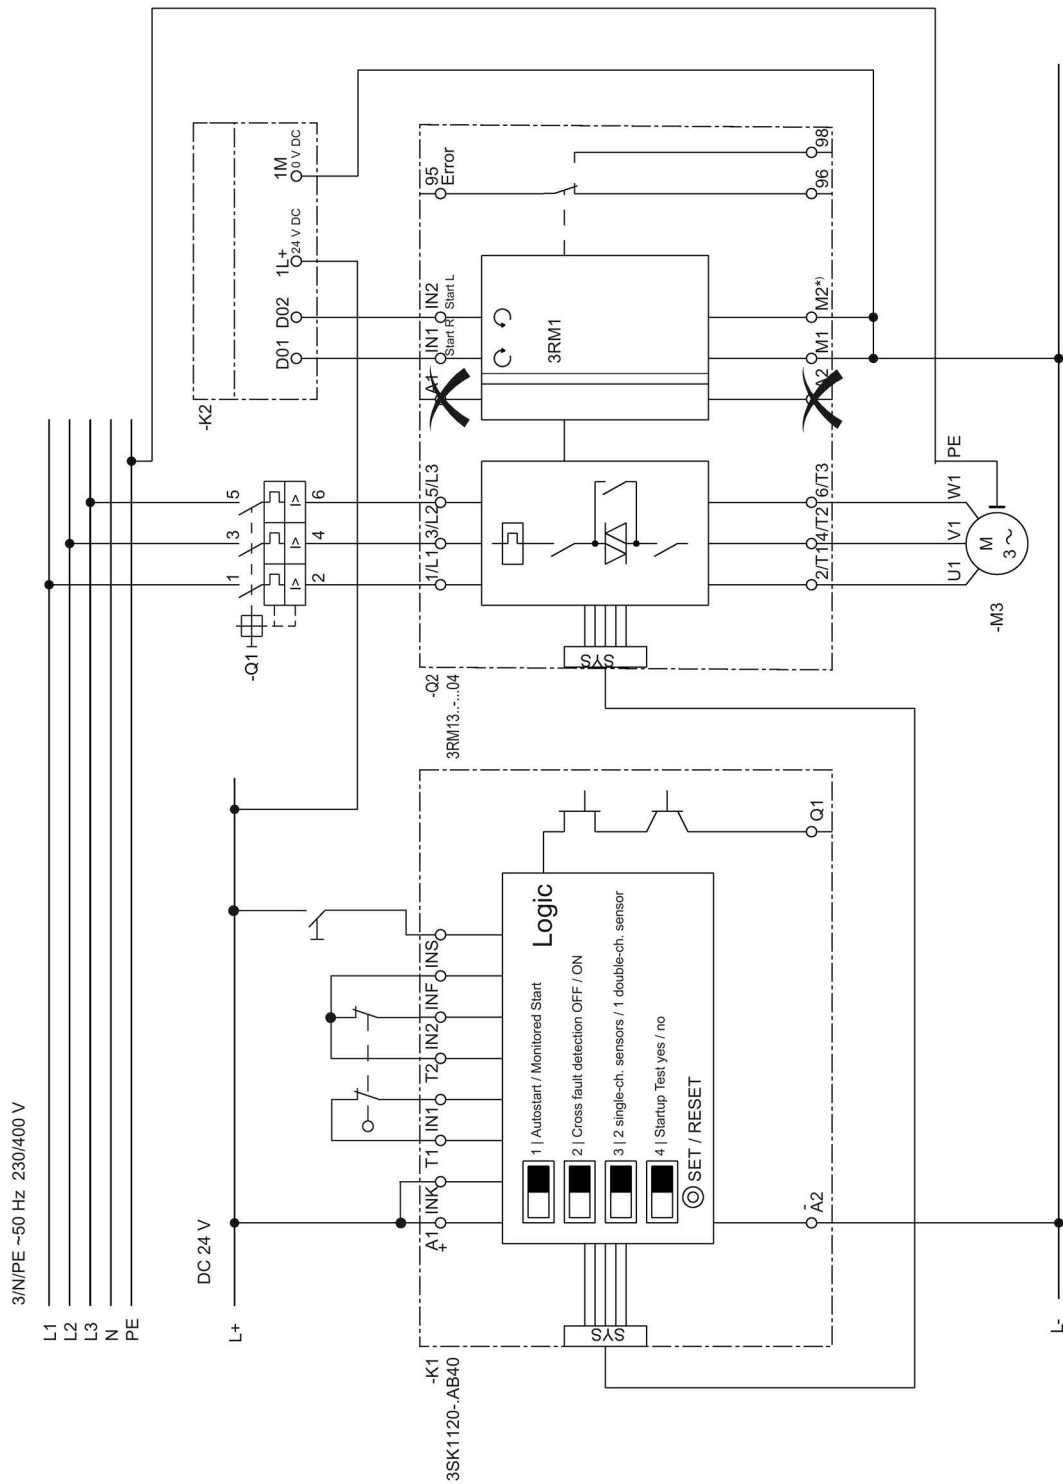 3/N/PE ~50 Hz 230/400 V
L1
L2
L3
N
PE
DC 24 V
L+
-Q1
1 3 5
I> I> I>
2 4 6
-K2
D01 D02 1L+ 1M
24 V DC 0 V DC
-K1
3SK1120-.AB40
A1 INK T1 IN1 T2 IN2 INF INS
+
SYS
Logic
1 | Autostart / Monitored Start
2 | Cross fault detection OFF / ON
3 | 2 single-ch. sensors / 1 double-ch. sensor
4 | Startup Test yes / no
SET / RESET
-
A2 Q1
-Q2
3RM13..-...04
1/L1 3/L2 5/L3 A1 IN1 IN2 95
Start R Start L Error
SYS
3RM1
2/T1 4/T2 6/T3 A2 M1 M2*) 96 98
U1 V1 W1 PE
-M3
M
3 ~
L-